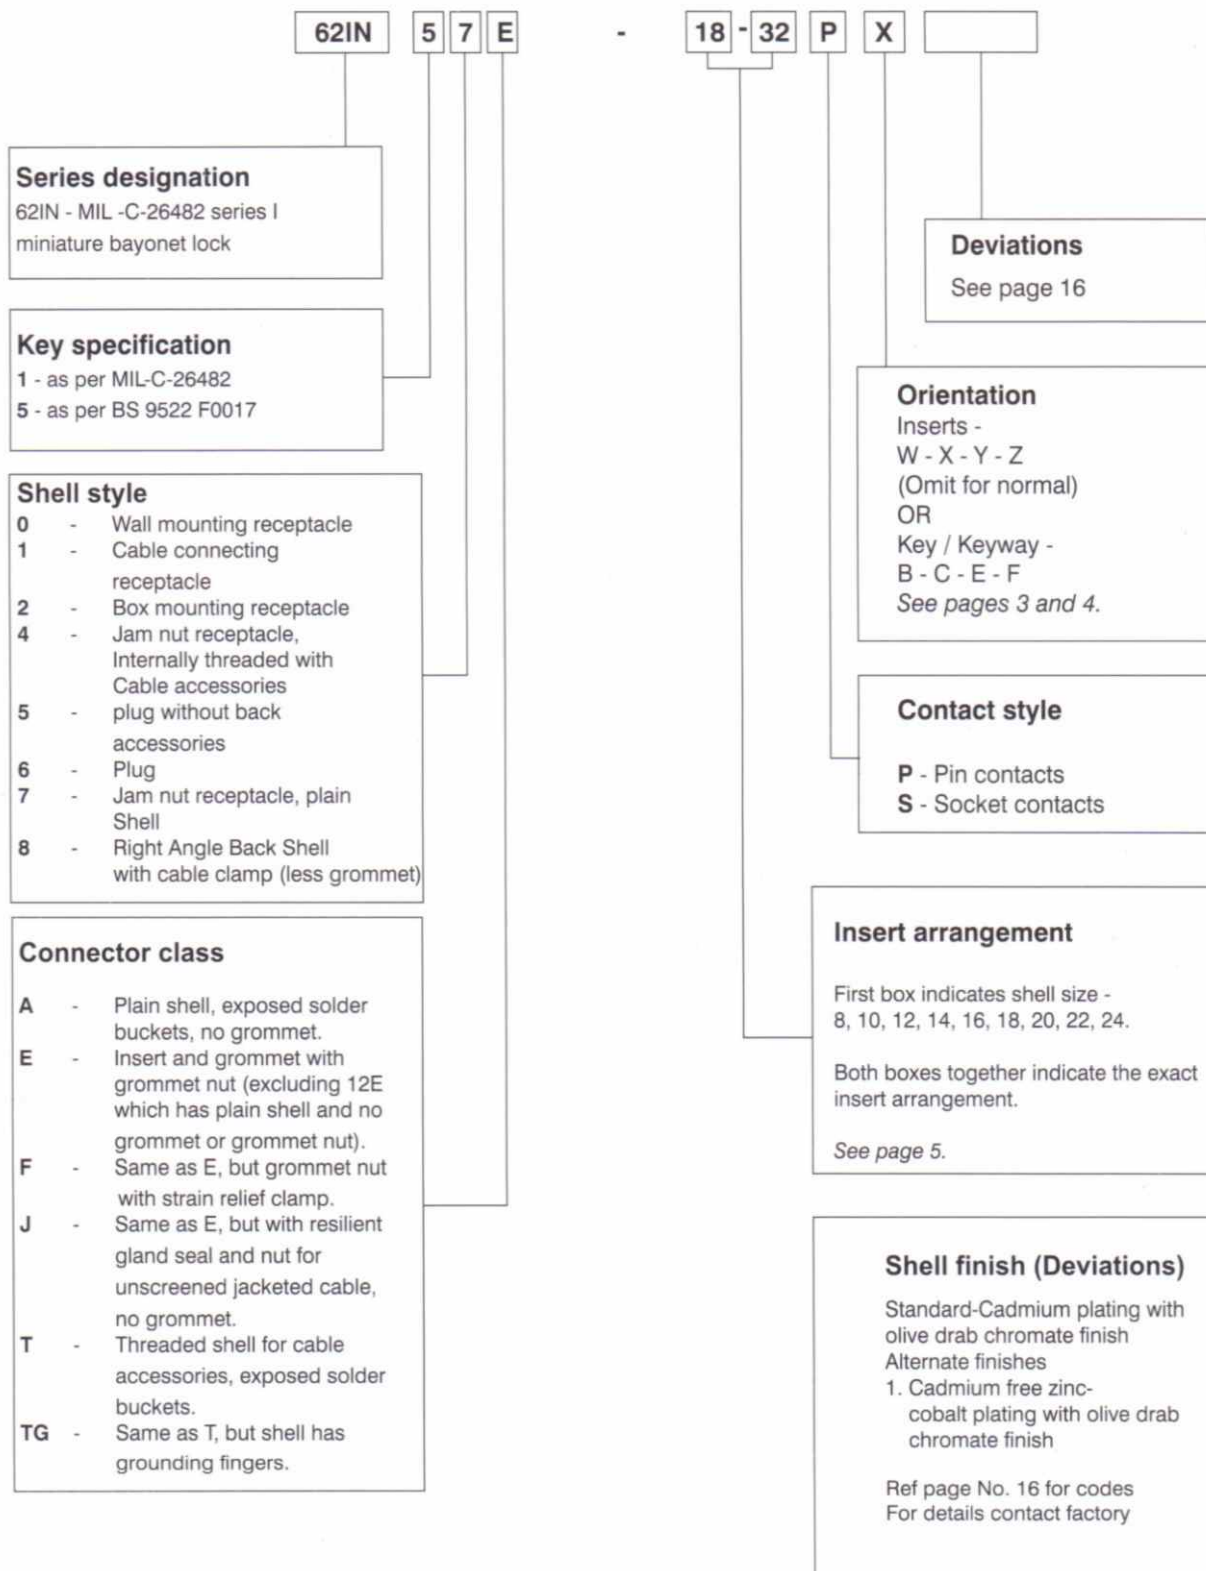 62IN 5 7 E - 18 - 32 P X
Series designation
62IN - MIL -C-26482 series I
miniature bayonet lock
Key specification
1 - as per MIL-C-26482
5 - as per BS 9522 F0017
Shell style
0 - Wall mounting receptacle
1 - Cable connecting
receptacle
2 - Box mounting receptacle
4 - Jam nut receptacle,
Internally threaded with
Cable accessories
5 - plug without back
accessories
6 - Plug
7 - Jam nut receptacle, plain
Shell
8 - Right Angle Back Shell
with cable clamp (less grommet)
Connector class
A - Plain shell, exposed solder
buckets, no grommet.
E - Insert and grommet with
grommet nut (excluding 12E
which has plain shell and no
grommet or grommet nut).
F - Same as E, but grommet nut
with strain relief clamp.
J - Same as E, but with resilient
gland seal and nut for
unscreened jacketed cable,
no grommet.
T - Threaded shell for cable
accessories, exposed solder
buckets.
TG - Same as T, but shell has
grounding fingers.
Deviations
See page 16
Orientation
Inserts -
W - X - Y - Z
(Omit for normal)
OR
Key / Keyway -
B - C - E - F
See pages 3 and 4.
Contact style
P - Pin contacts
S - Socket contacts
Insert arrangement
First box indicates shell size -
8, 10, 12, 14, 16, 18, 20, 22, 24.
Both boxes together indicate the exact
insert arrangement.
See page 5.
Shell finish (Deviations)
Standard-Cadmium plating with
olive drab chromate finish
Alternate finishes
1. Cadmium free zinc-
cobalt plating with olive drab
chromate finish
Ref page No. 16 for codes
For details contact factory